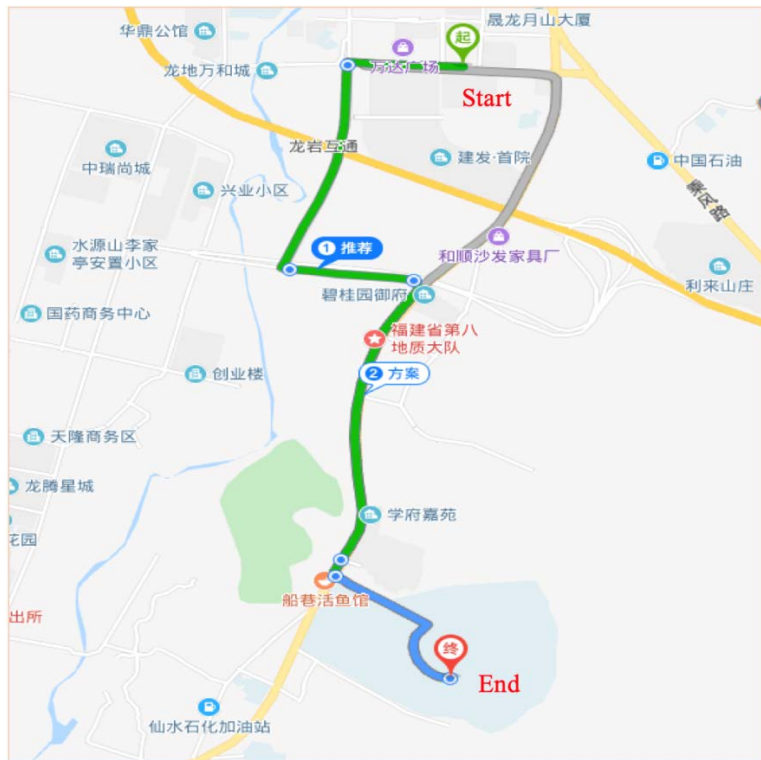 晟龙月山大厦
华鼎公馆
起
万达广场
龙地万和城
Start
龙岩互通
中瑞尚城
建发·首院
中国石油
兴业小区
乘风路
1 推荐
水源山李家
亭安置小区
和顺沙发家具厂
碧桂园御府
利来山庄
国药商务中心
福建省第八
地质大队
创业楼
2 方案
天隆商务区
龙腾星城
学府嘉苑
花园
船巷活鱼馆
出所
终
End
仙水石化加油站